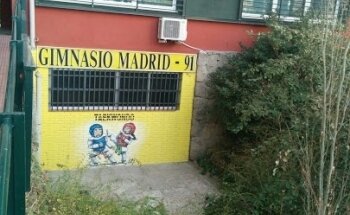 GIMNASIO MADRID - 91
TAEKWONDO